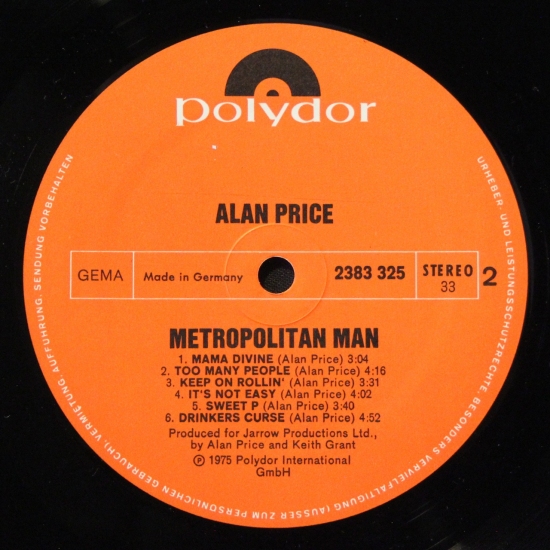 polydor
ALAN PRICE
GEMA
Made in Germany
2383 325
STEREO
33
2
METROPOLITAN MAN
1. MAMA DIVINE (Alan Price) 3:04
2. TOO MANY PEOPLE (Alan Price) 4:16
3. KEEP ON ROLLIN' (Alan Price) 3:31
4. IT'S NOT EASY (Alan Price) 4:02
5. SWEET P (Alan Price) 3:40
6. DRINKERS CURSE (Alan Price) 4:52
Produced for Jarrow Productions Ltd.,
by Alan Price and Keith Grant
℗ 1975 Polydor International
GmbH
URHEBER- UND LEISTUNGSSCHUTZRECHTE, BESONDERS VERVIELFÄLTIGUNG (AUSSER ZUM PERSÖNLICHEN GEBRAUCH), VERMIETUNG, AUFFÜHRUNG, SENDUNG VORBEHALTEN